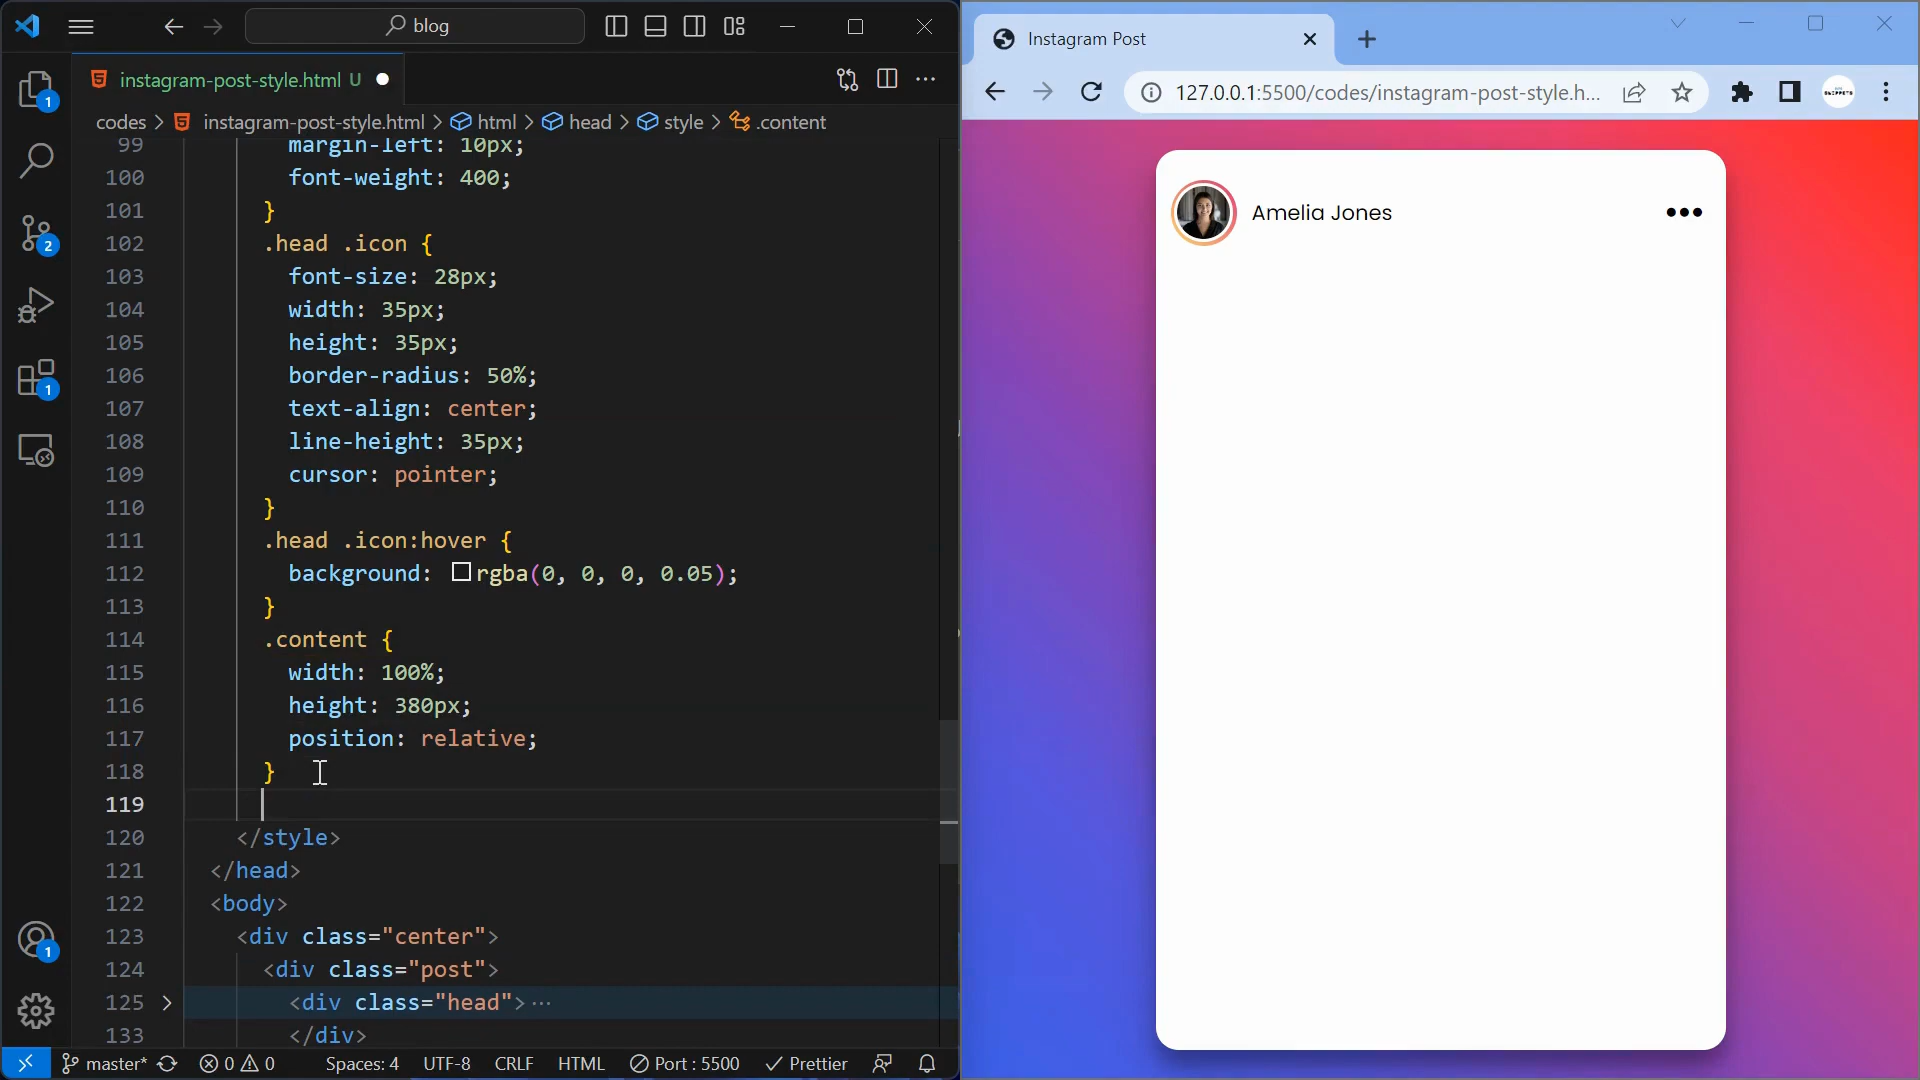 blog
instagram-post-style.html U
codes > instagram-post-style.html > html > head > style > .content
99 margin-left: 10px;
100 font-weight: 400;
101 }
102 .head .icon {
103 font-size: 28px;
104 width: 35px;
105 height: 35px;
106 border-radius: 50%;
107 text-align: center;
108 line-height: 35px;
109 cursor: pointer;
110 }
111 .head .icon:hover {
112 background: rgba(0, 0, 0, 0.05);
113 }
114 .content {
115 width: 100%;
116 height: 380px;
117 position: relative;
118 }
119
120 </style>
121 </head>
122 <body>
123 <div class="center">
124 <div class="post">
125 <div class="head">…
133 </div>
1
2
1
1
master* 0 0 Spaces: 4 UTF-8 CRLF HTML Port : 5500 Prettier
Instagram Post
127.0.0.1:5500/codes/instagram-post-style.h...
Amelia Jones